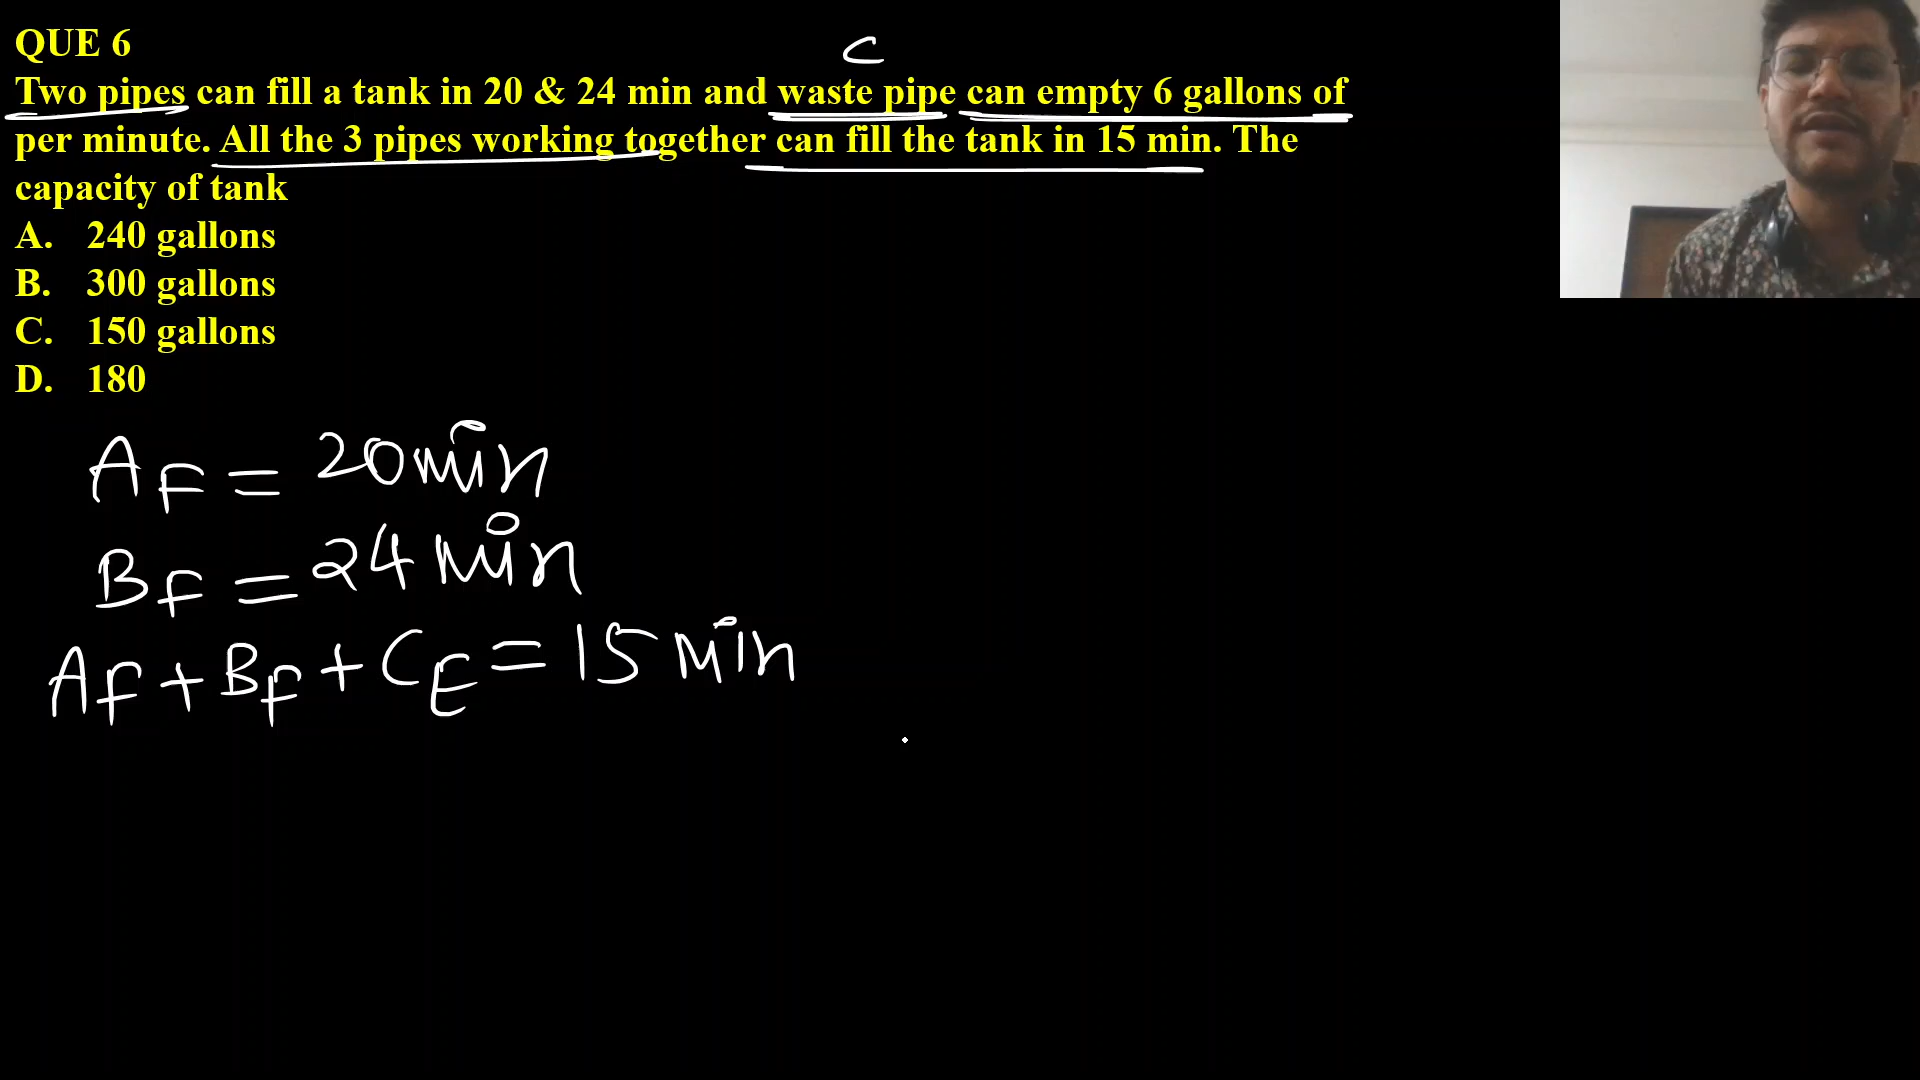 C
QUE 6
Two pipes can fill a tank in 20 & 24 min and waste pipe can empty 6 gallons of
per minute. All the 3 pipes working together can fill the tank in 15 min. The
capacity of tank
A. 240 gallons
B. 300 gallons
C. 150 gallons
D. 180
AF = 20min
BF = 24 min
AF + BF + CE = 15 Min